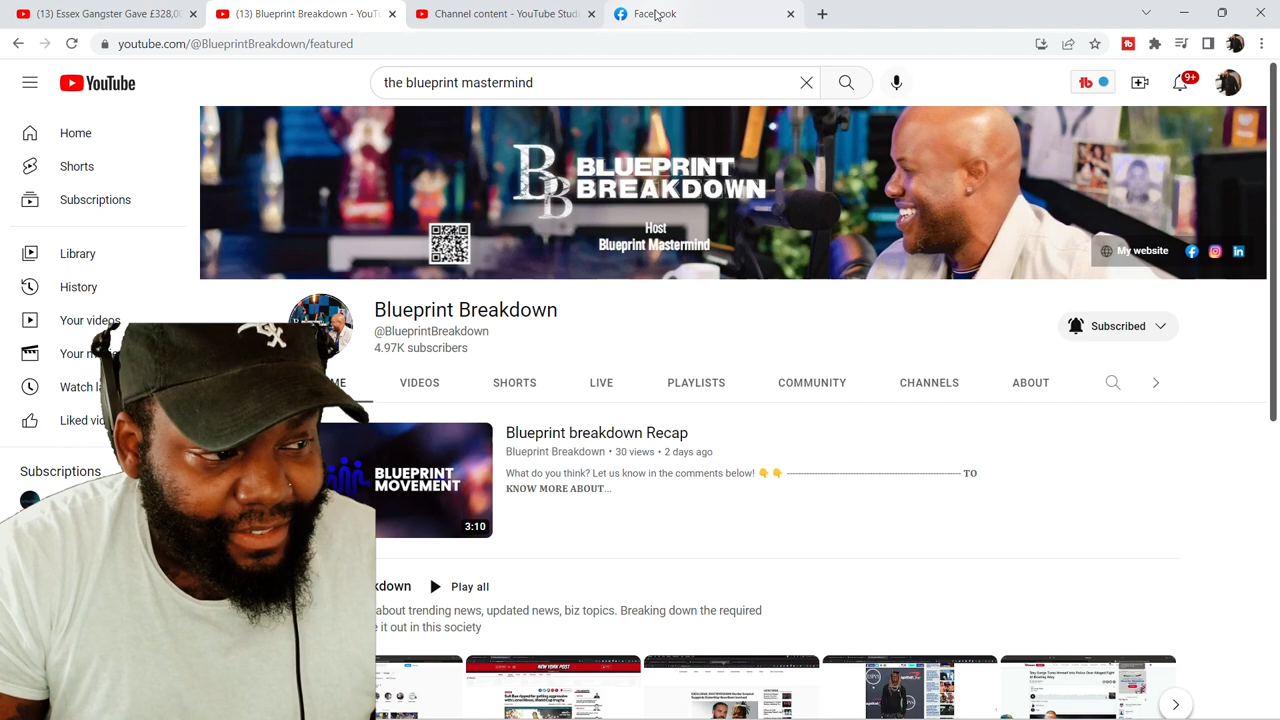 (13) Essex Gangster Gave £328,0
(13) Blueprint Breakdown - YouTu
Channel content - YouTube Studi
Facebook
youtube.com/@BlueprintBreakdown/featured
YouTube
the blueprint mastermind
tb
9+
Home
Shorts
Subscriptions
Library
History
Your videos
Your m
Watch la
Liked vid
Subscriptions
BB BLUEPRINT
BREAKDOWN
Host
Blueprint Mastermind
My website
Blueprint Breakdown
@BlueprintBreakdown
4.97K subscribers
Subscribed
ME
VIDEOS
SHORTS
LIVE
PLAYLISTS
COMMUNITY
CHANNELS
ABOUT
BLUEPRINT
MOVEMENT
3:10
Blueprint breakdown Recap
Blueprint Breakdown • 30 views • 2 days ago
What do you think? Let us know in the comments below! 👇 👇 ---------------------------------------------------------- TO
KNOW MORE ABOUT...
kdown
Play all
about trending news, updated news, biz topics. Breaking down the required
e it out in this society
NEW YORK POST